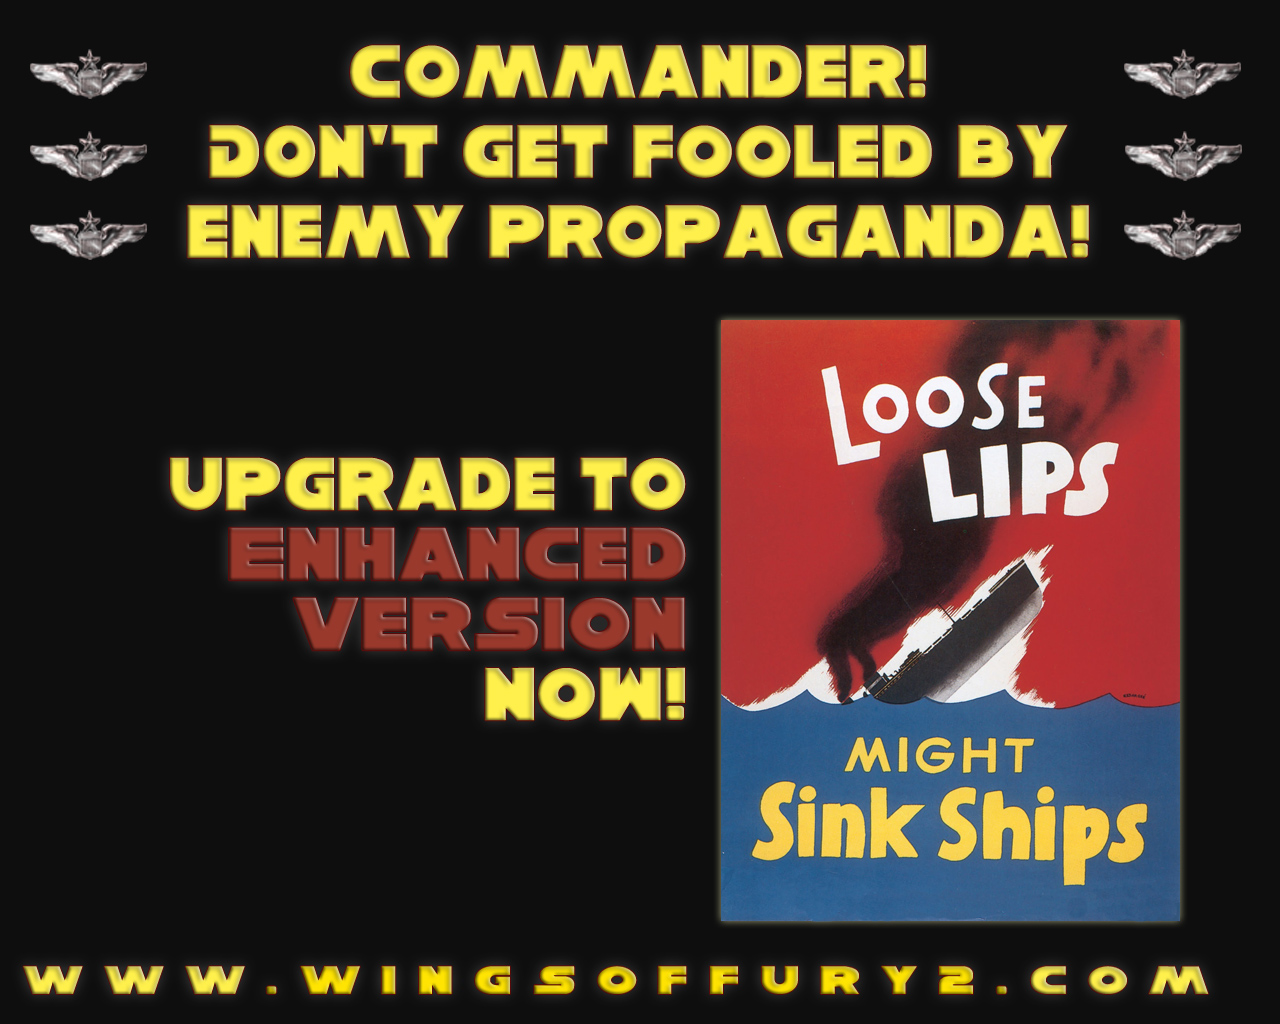 COMMANDER!
DON'T GET FOOLED BY
ENEMY PROPAGANDA!
UPGRADE TO
ENHANCED
VERSION
NOW!
LOOSE
LIPS
MIGHT
Sink Ships
WWW.WINGSOFFURY2.COM